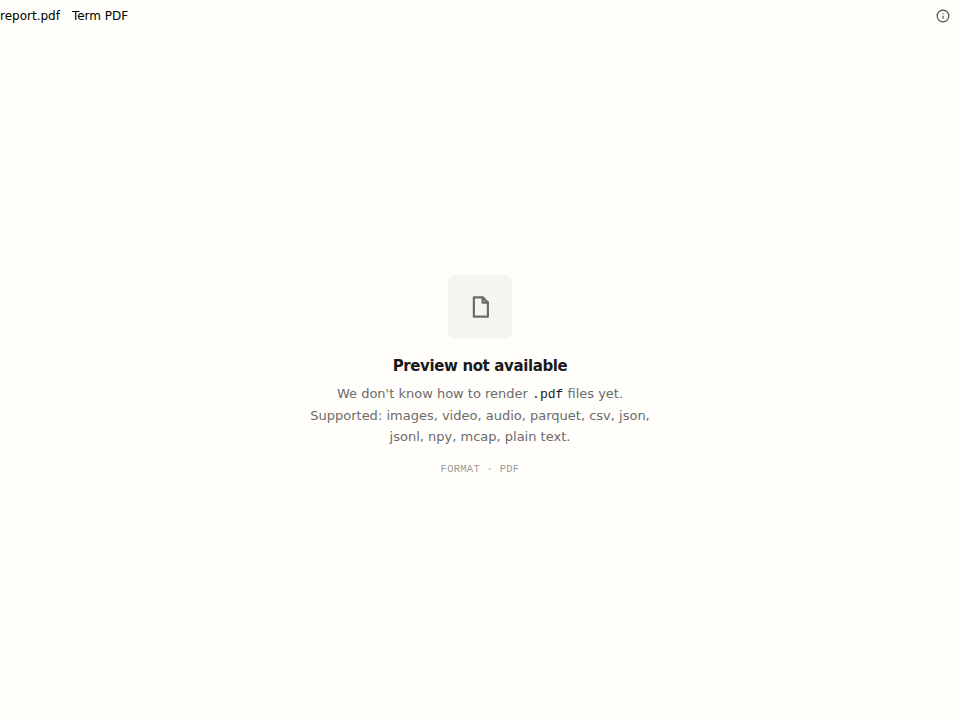 report.pdf Term PDF
Preview not available
We don't know how to render .pdf files yet.
Supported: images, video, audio, parquet, csv, json,
jsonl, npy, mcap, plain text.
FORMAT · PDF